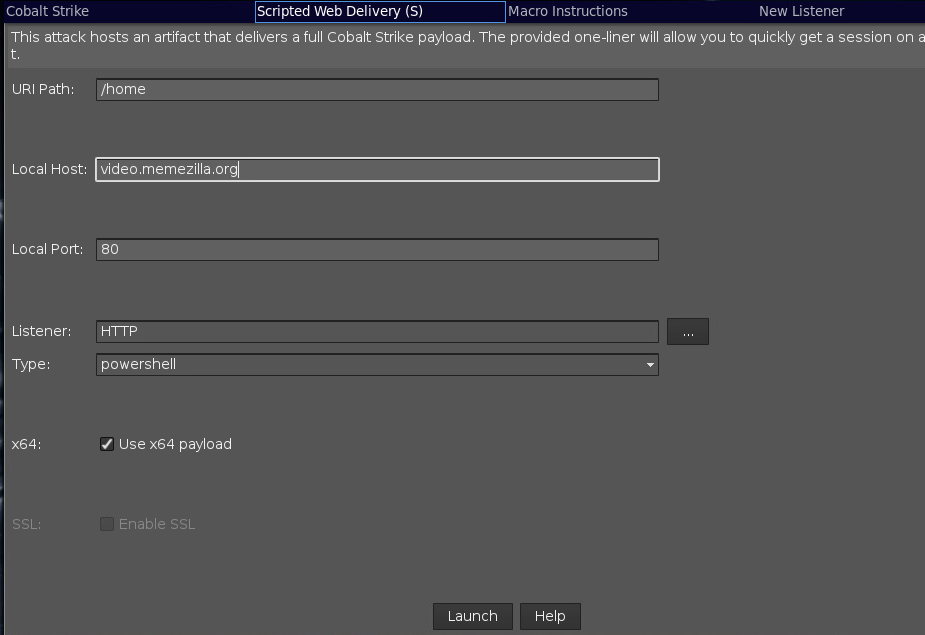 Cobalt Strike
Scripted Web Delivery (S)
Macro Instructions
New Listener
This attack hosts an artifact that delivers a full Cobalt Strike payload. The provided one-liner will allow you to quickly get a session on a
t.
URI Path: /home
Local Host: video.memezilla.org
Local Port: 80
Listener: HTTP ...
Type: powershell
x64: Use x64 payload
SSL: Enable SSL
Launch Help